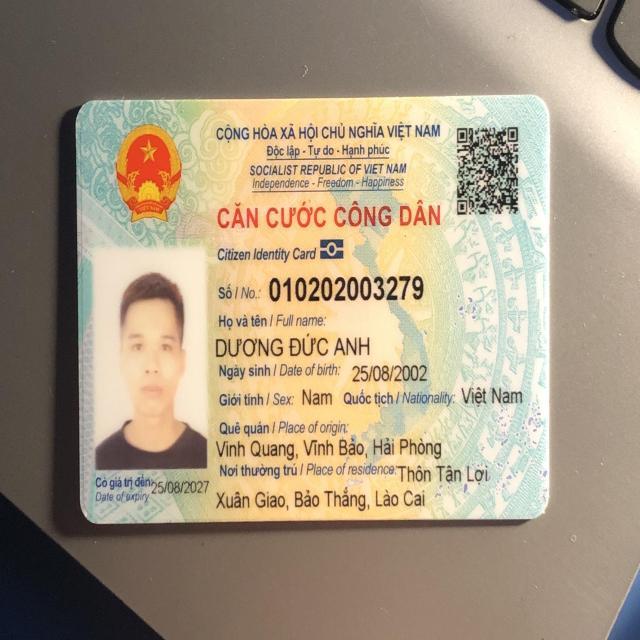 CỘNG HÒA XÃ HỘI CHỦ NGHĨA VIỆT NAM
Độc lập - Tự do - Hạnh phúc
SOCIALIST REPUBLIC OF VIET NAM
Independence - Freedom - Happiness
CĂN CƯỚC CÔNG DÂN
Citizen Identity Card
Số / No.: 010202003279
Họ và tên / Full name:
DƯƠNG ĐỨC ANH
Ngày sinh / Date of birth: 25/08/2002
Giới tính / Sex: Nam Quốc tịch / Nationality: Việt Nam
Quê quán / Place of origin:
Vinh Quang, Vĩnh Bảo, Hải Phòng
Nơi thường trú / Place of residence: Thôn Tân Lợi
Xuân Giao, Bảo Thắng, Lào Cai
Có giá trị đến: 25/08/2027
Date of expiry